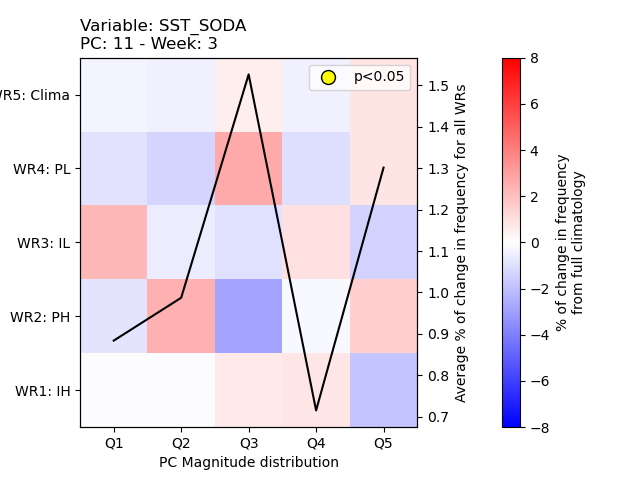 Variable: SST_SODA
PC: 11 - Week: 3
WR5: Clima
WR4: PL
WR3: IL
WR2: PH
WR1: IH
Q1 Q2 Q3 Q4 Q5
PC Magnitude distribution
p<0.05
1.5
1.4
1.3
1.2
1.1
1.0
0.9
0.8
0.7
Average % of change in frequency for all WRs
8
6
4
2
0
−2
−4
−6
−8
% of change in frequency
from full climatology